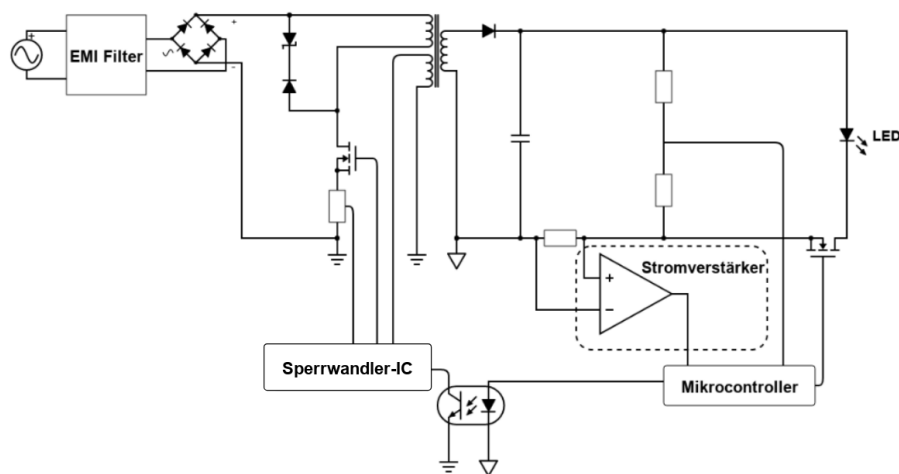 EMI Filter
LED
Stromverstärker
Sperrwandler-IC
Mikrocontroller